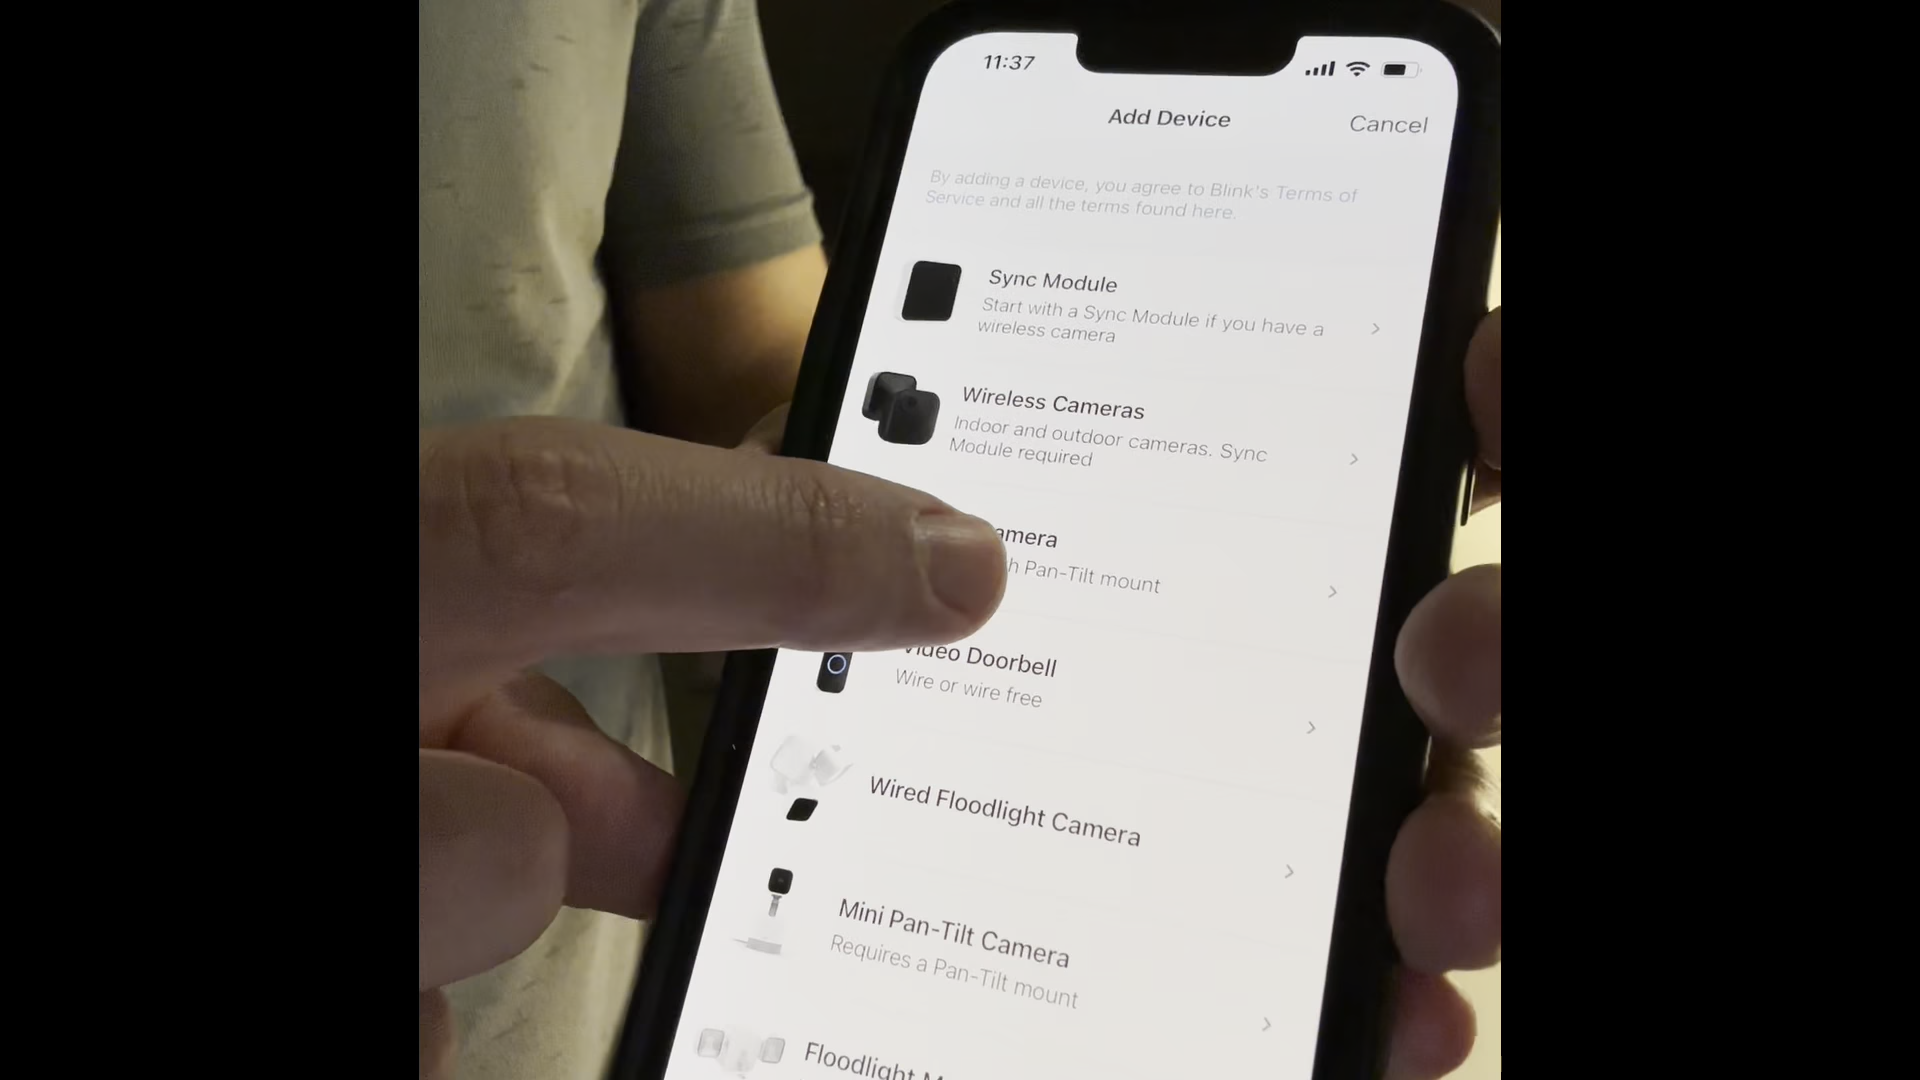 11:37
Add Device
Cancel
By adding a device, you agree to Blink's Terms of
Service and all the terms found here.
Sync Module
Start with a Sync Module if you have a
wireless camera
Wireless Cameras
Indoor and outdoor cameras. Sync
Module required
Pan-Tilt mount
Video Doorbell
Wire or wire free
Wired Floodlight Camera
Mini Pan-Tilt Camera
Requires a Pan-Tilt mount
Floodlight